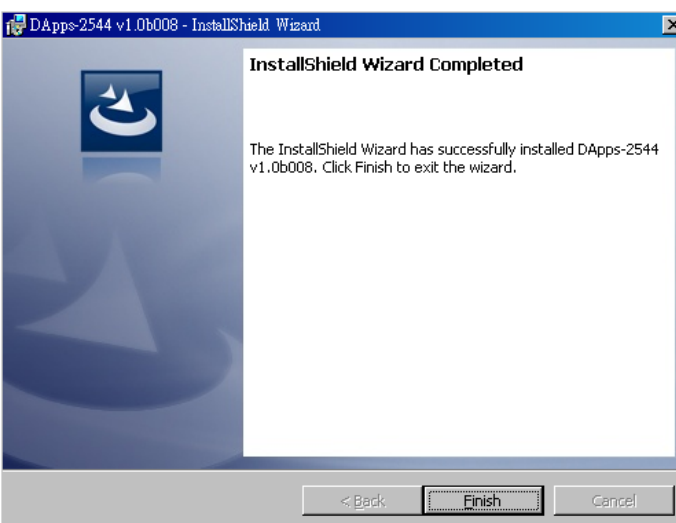 DApps-2544 v1.0b008 - InstallShield Wizard
InstallShield Wizard Completed
The InstallShield Wizard has successfully installed DApps-2544
v1.0b008. Click Finish to exit the wizard.
< Back
Finish
Cancel